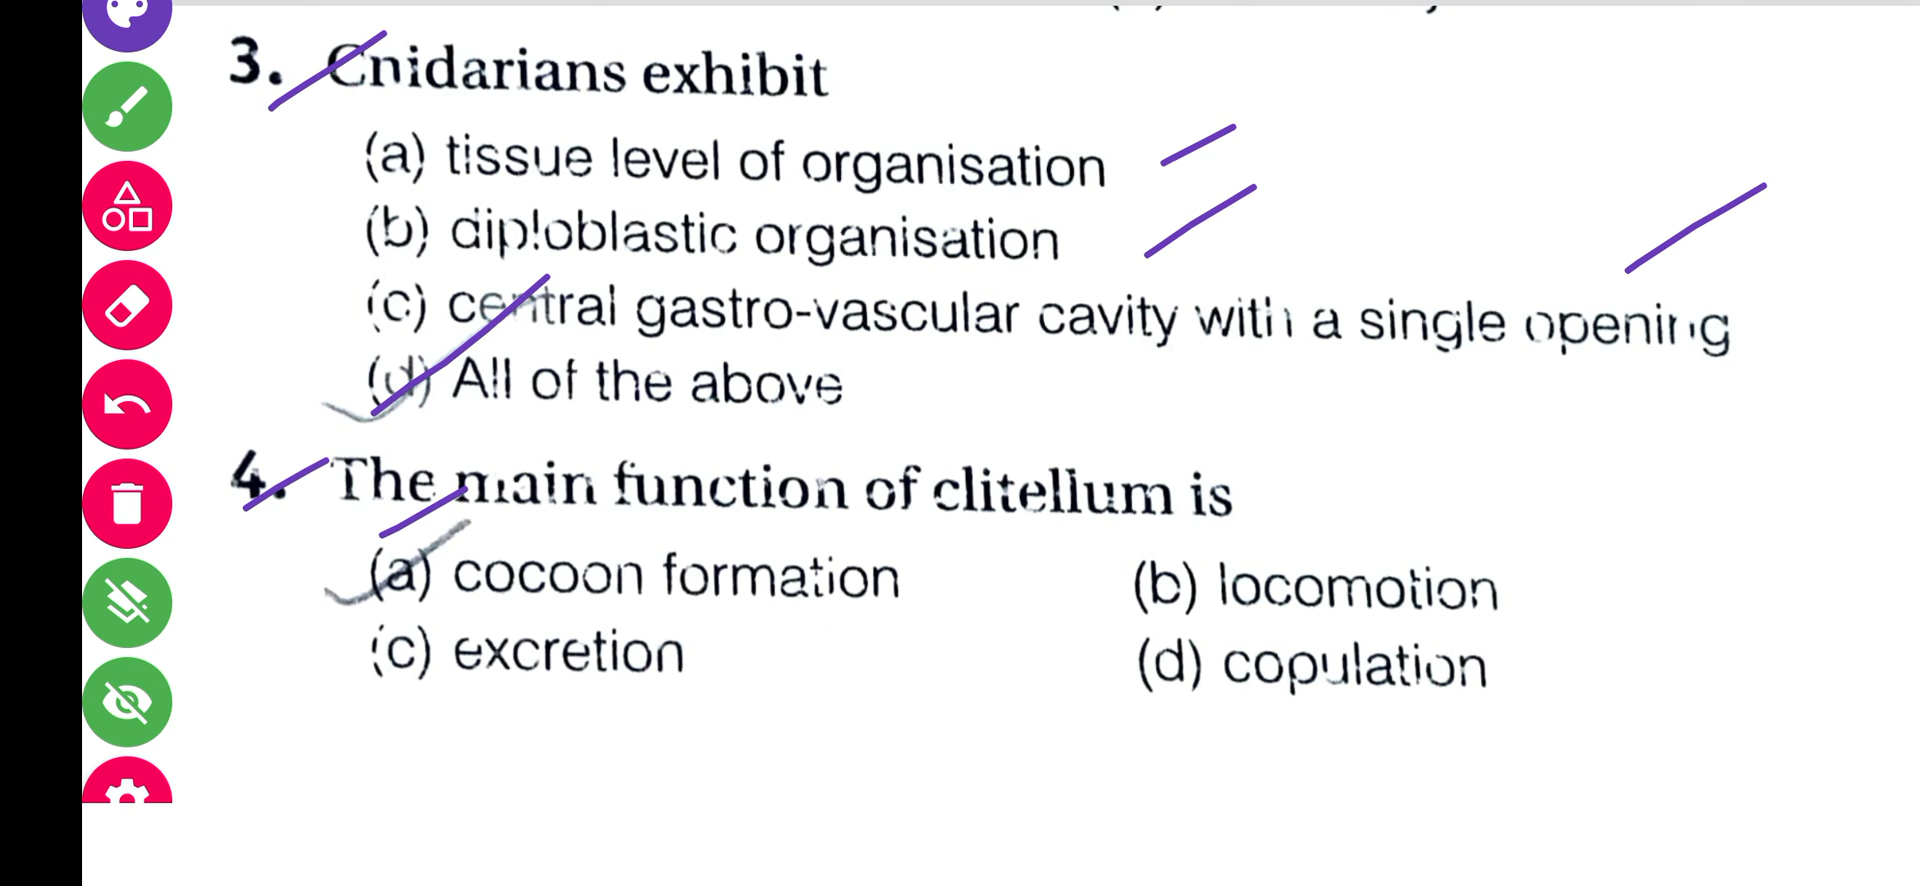 3. Cnidarians exhibit
(a) tissue level of organisation
(b) diploblastic organisation
(c) central gastro-vascular cavity with a single opening
(d) All of the above
4. The main function of clitellum is
(a) cocoon formation (b) locomotion
(c) excretion (d) copulation